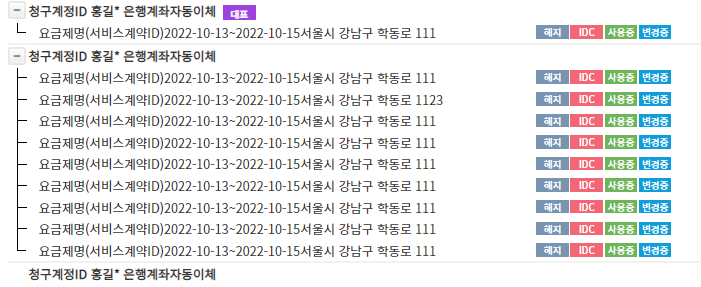 청구계정ID 홍길* 은행계좌자동이체 대표
요금제명(서비스계약ID)2022-10-13~2022-10-15서울시 강남구 학동로 111 해지 IDC 사용중 변경중
청구계정ID 홍길* 은행계좌자동이체
요금제명(서비스계약ID)2022-10-13~2022-10-15서울시 강남구 학동로 111 해지 IDC 사용중 변경중
요금제명(서비스계약ID)2022-10-13~2022-10-15서울시 강남구 학동로 1123 해지 IDC 사용중 변경중
요금제명(서비스계약ID)2022-10-13~2022-10-15서울시 강남구 학동로 111 해지 IDC 사용중 변경중
요금제명(서비스계약ID)2022-10-13~2022-10-15서울시 강남구 학동로 111 해지 IDC 사용중 변경중
요금제명(서비스계약ID)2022-10-13~2022-10-15서울시 강남구 학동로 111 해지 IDC 사용중 변경중
요금제명(서비스계약ID)2022-10-13~2022-10-15서울시 강남구 학동로 111 해지 IDC 사용중 변경중
요금제명(서비스계약ID)2022-10-13~2022-10-15서울시 강남구 학동로 111 해지 IDC 사용중 변경중
요금제명(서비스계약ID)2022-10-13~2022-10-15서울시 강남구 학동로 111 해지 IDC 사용중 변경중
요금제명(서비스계약ID)2022-10-13~2022-10-15서울시 강남구 학동로 111 해지 IDC 사용중 변경중
청구계정ID 홍길* 은행계좌자동이체